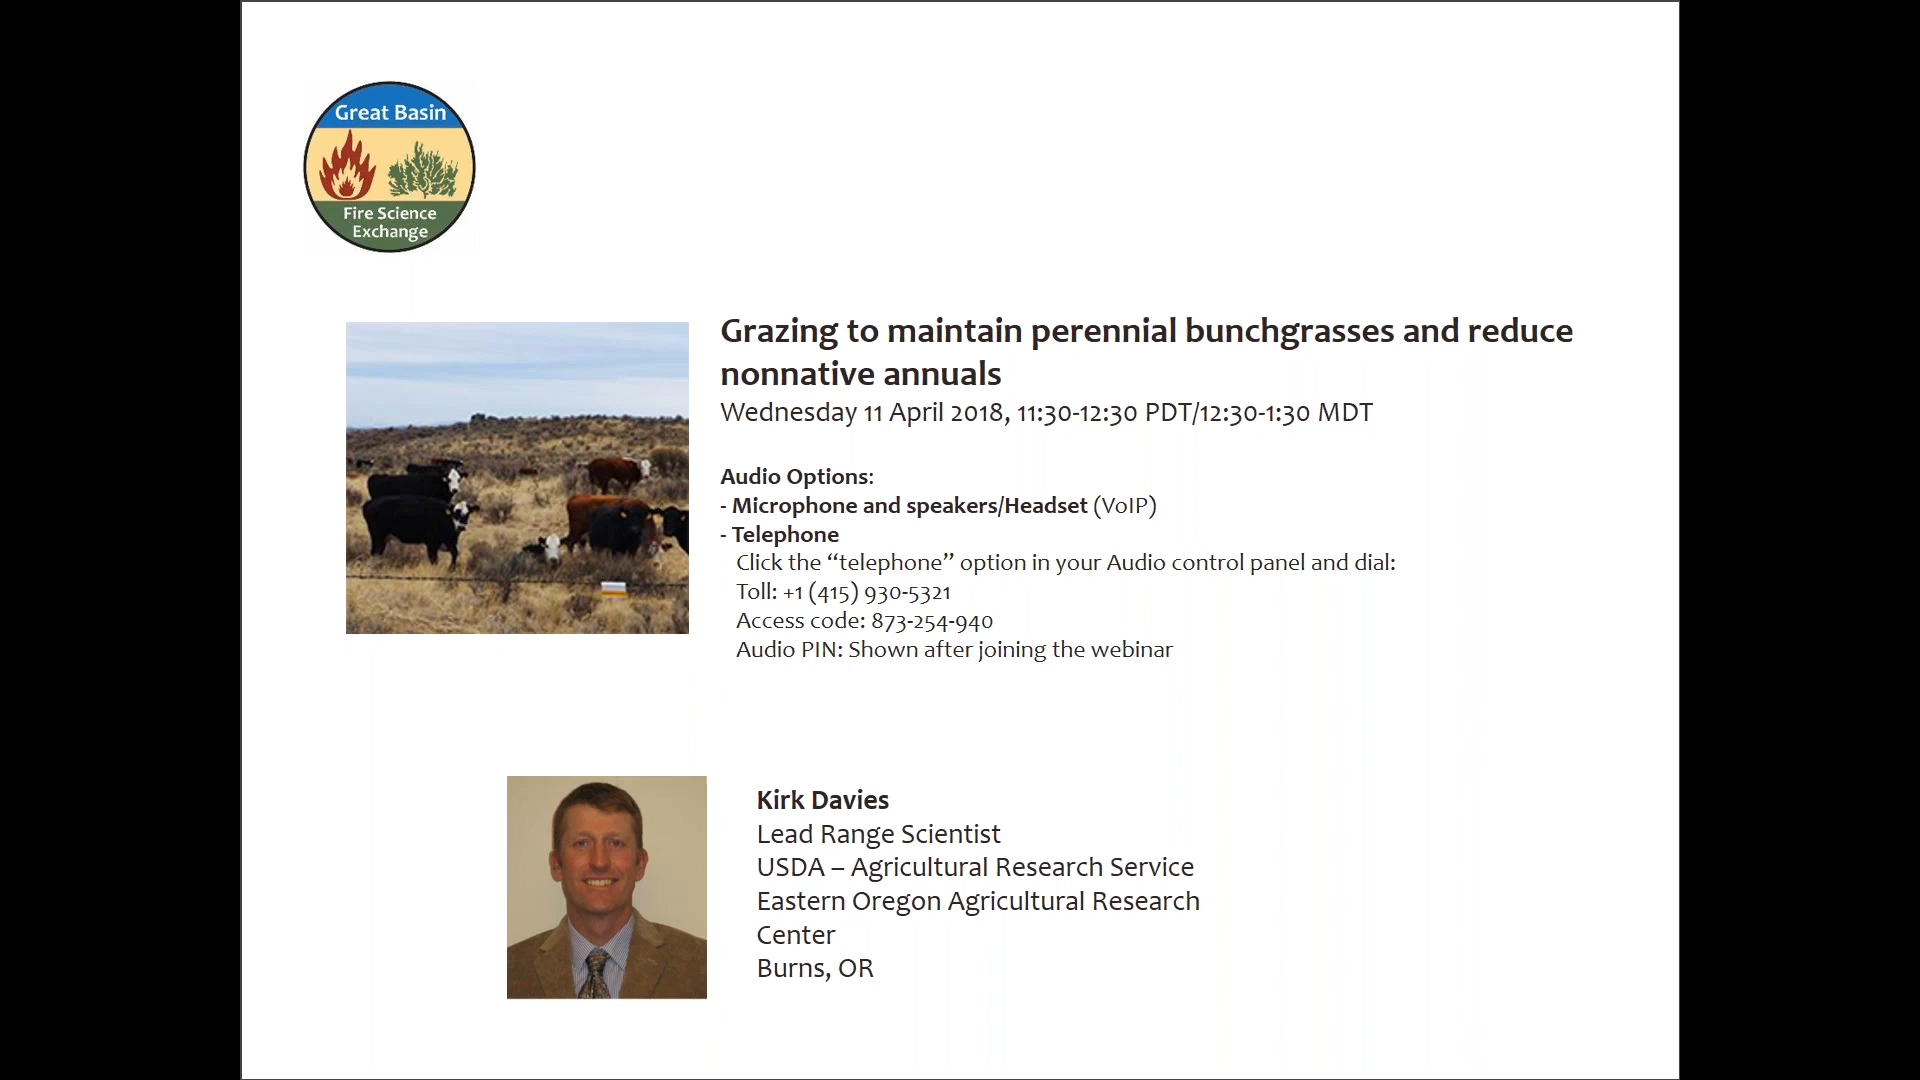 Great Basin
Fire Science
Exchange
Grazing to maintain perennial bunchgrasses and reduce
nonnative annuals
Wednesday 11 April 2018, 11:30-12:30 PDT/12:30-1:30 MDT
Audio Options:
- Microphone and speakers/Headset (VoIP)
- Telephone
Click the “telephone” option in your Audio control panel and dial:
Toll: +1 (415) 930-5321
Access code: 873-254-940
Audio PIN: Shown after joining the webinar
Kirk Davies
Lead Range Scientist
USDA – Agricultural Research Service
Eastern Oregon Agricultural Research
Center
Burns, OR